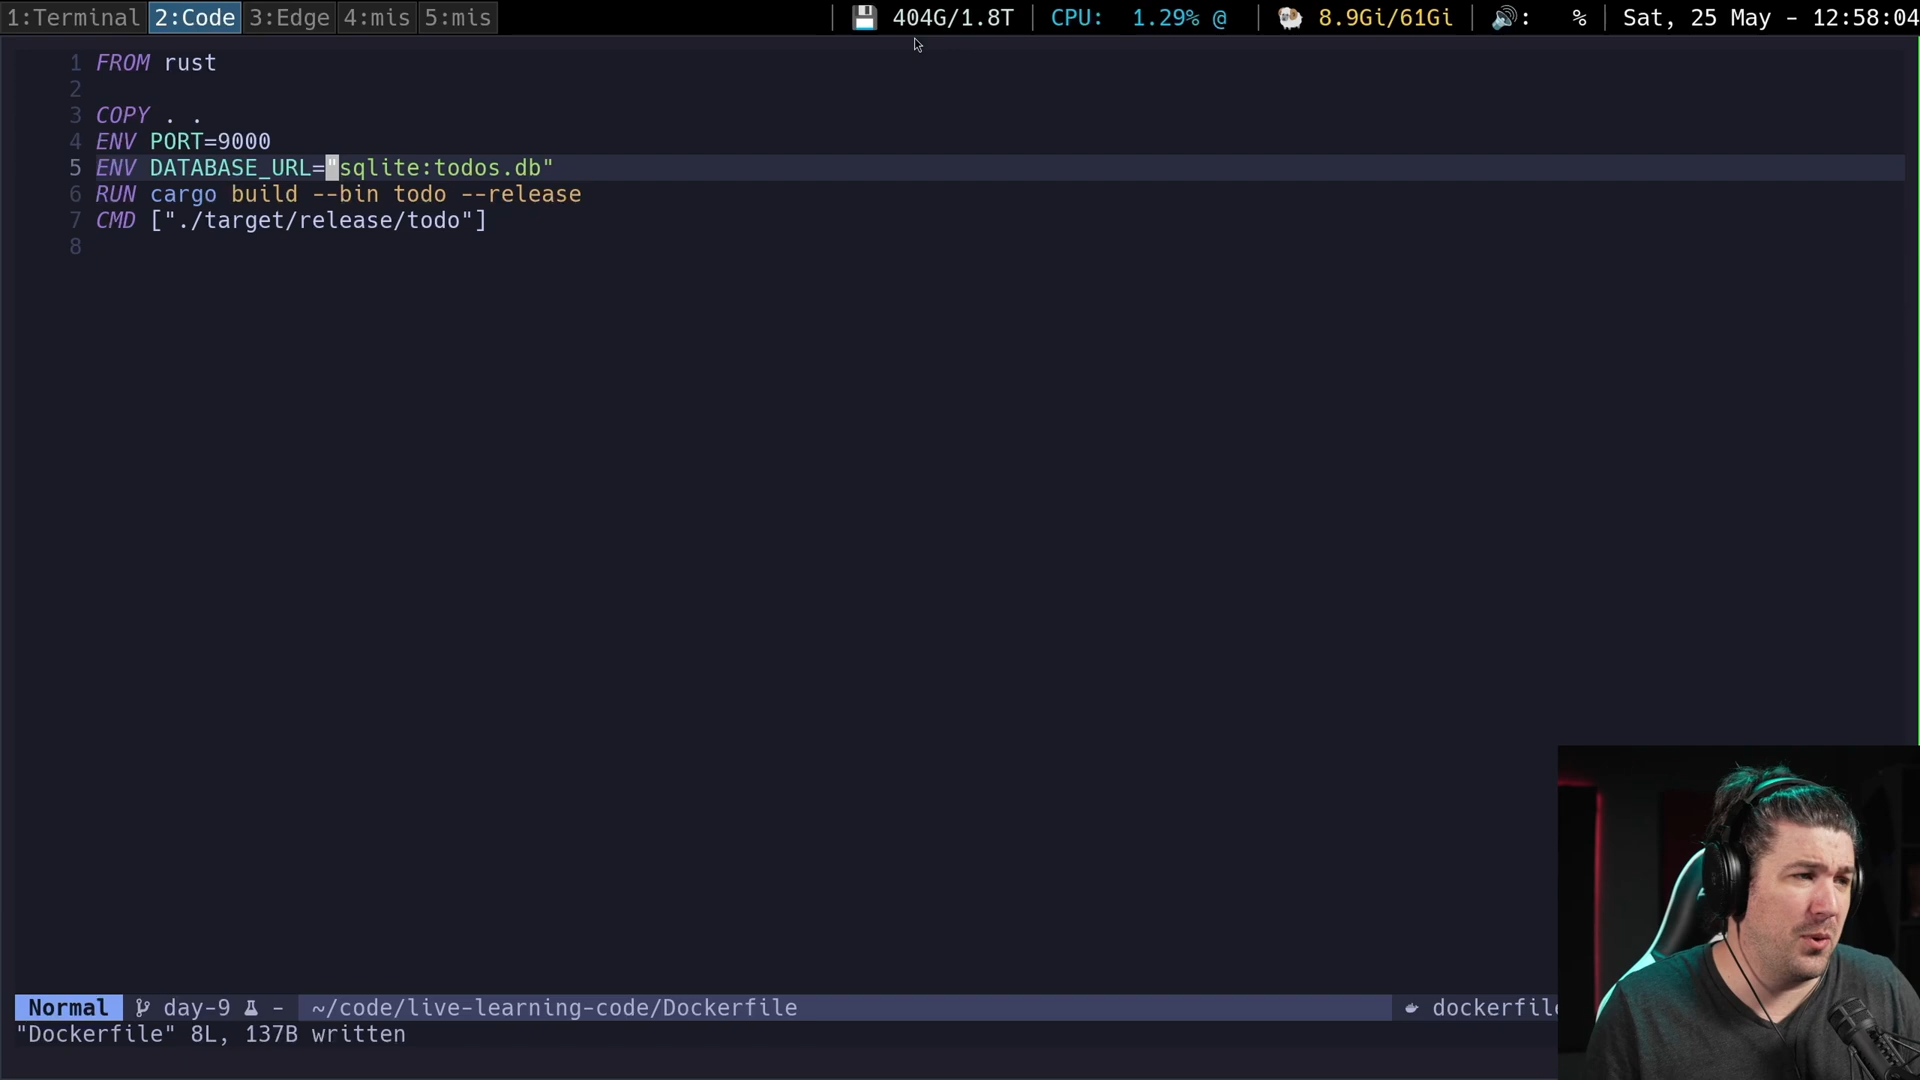 1:Terminal 2:Code 3:Edge 4:mis 5:mis 404G/1.8T CPU: 1.29% @ 8.9Gi/61Gi : % Sat, 25 May - 12:58:04
1 FROM rust
2
3 COPY . .
4 ENV PORT=9000
5 ENV DATABASE_URL="sqlite:todos.db"
6 RUN cargo build --bin todo --release
7 CMD ["./target/release/todo"]
8
Normal day-9 - ~/code/live-learning-code/Dockerfile dockerfile
"Dockerfile" 8L, 137B written